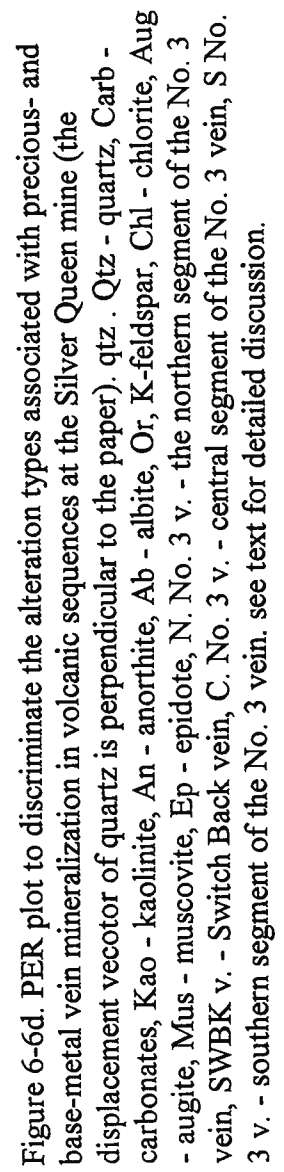 Figure 6-6d. PER plot to discriminate the alteration types associated with precious- and
base-metal vein mineralization in volcanic sequences at the Silver Queen mine (the
displacement vecotor of quartz is perpendicular to the paper). qtz . Qtz - quartz, Carb -
carbonates, Kao - kaolinite, An - anorthite, Ab - albite, Or, K-feldspar, Chl - chlorite, Aug
- augite, Mus - muscovite, Ep - epidote, N. No. 3 v. - the northern segment of the No. 3
vein, SWBK v. - Switch Back vein, C. No. 3 v. - central segment of the No. 3 vein, S No.
3 v. - southern segment of the No. 3 vein. see text for detailed discussion.